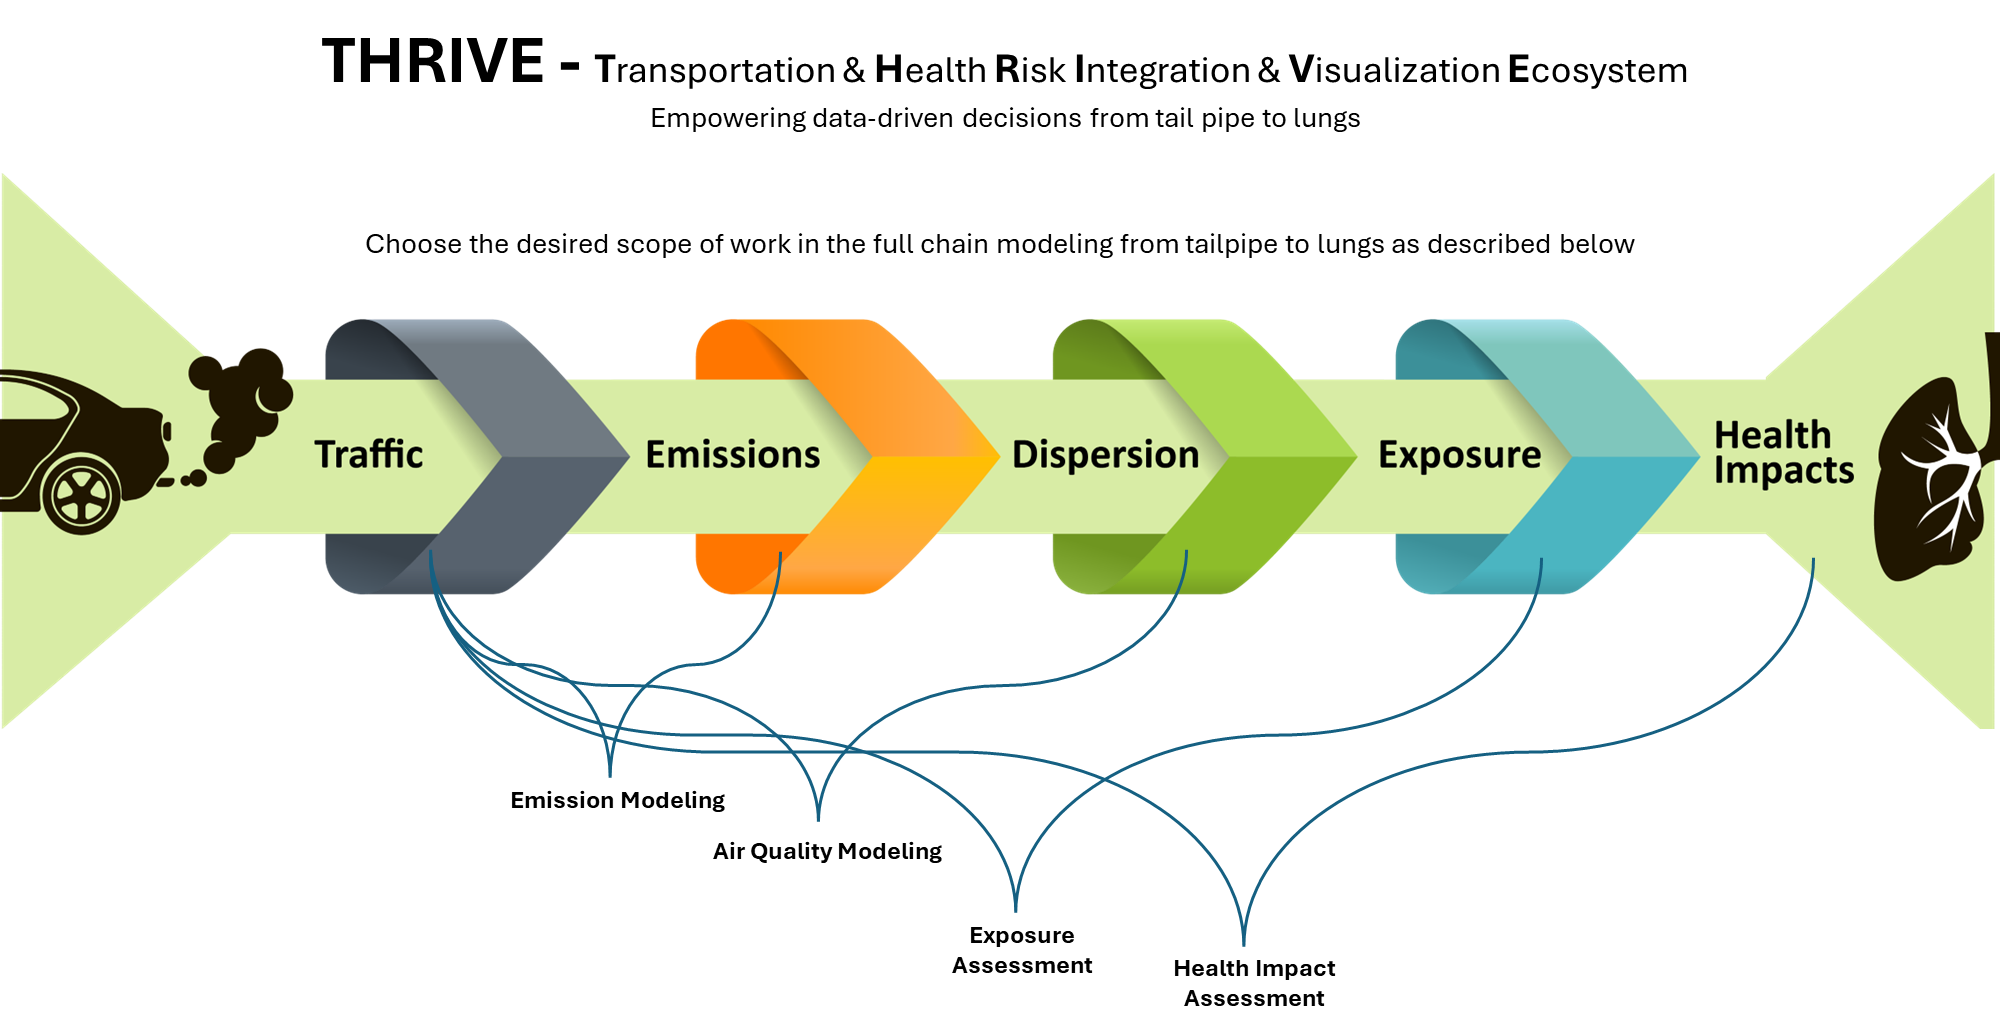 THRIVE - Transportation & Health Risk Integration & Visualization Ecosystem
Empowering data-driven decisions from tail pipe to lungs
Choose the desired scope of work in the full chain modeling from tailpipe to lungs as described below
Traffic
Emissions
Dispersion
Exposure
Health
Impacts
Emission Modeling
Air Quality Modeling
Exposure
Assessment
Health Impact
Assessment